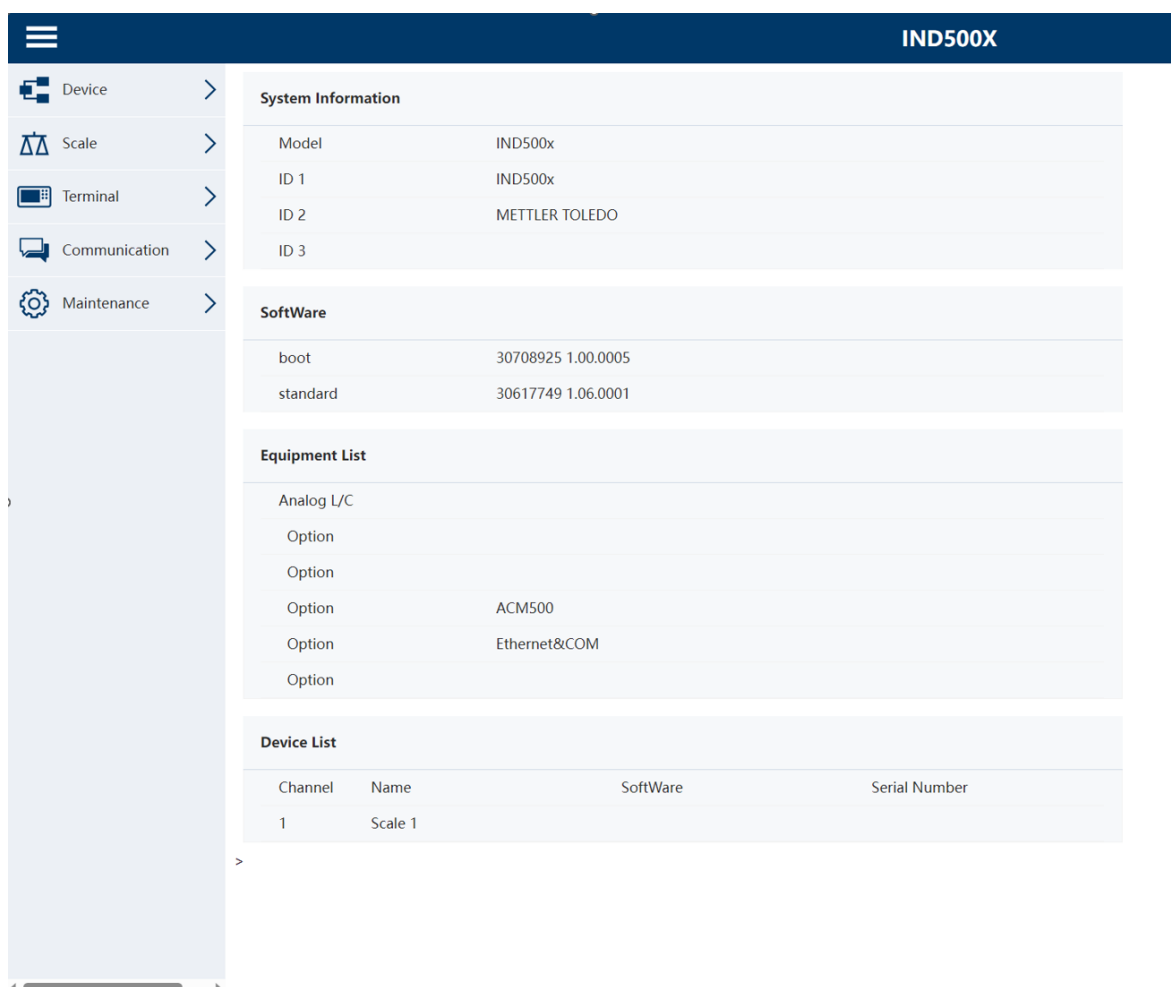 IND500X
Device
Scale
Terminal
Communication
Maintenance
System Information
Model IND500x
ID 1 IND500x
ID 2 METTLER TOLEDO
ID 3
SoftWare
boot 30708925 1.00.0005
standard 30617749 1.06.0001
Equipment List
Analog L/C
Option
Option
Option ACM500
Option Ethernet&COM
Option
Device List
Channel Name SoftWare Serial Number
1 Scale 1
>